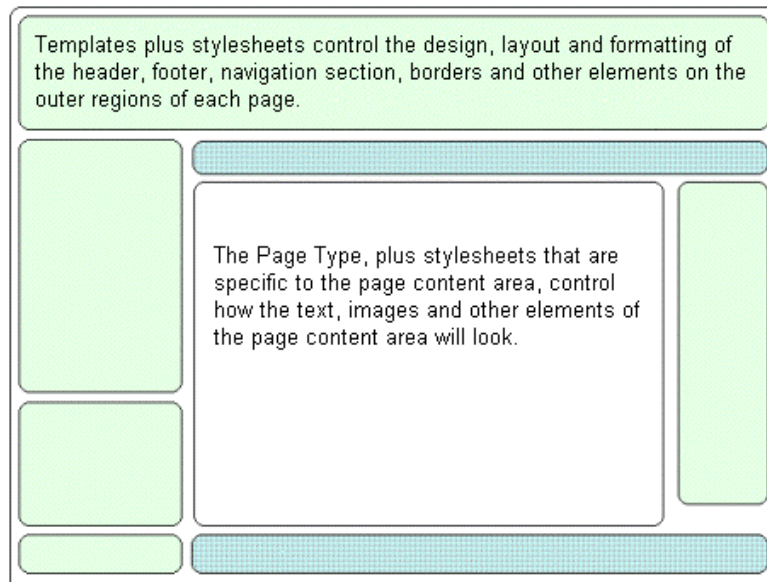 Templates plus stylesheets control the design, layout and formatting of
the header, footer, navigation section, borders and other elements on the
outer regions of each page.
The Page Type, plus stylesheets that are
specific to the page content area, control
how the text, images and other elements of
the page content area will look.